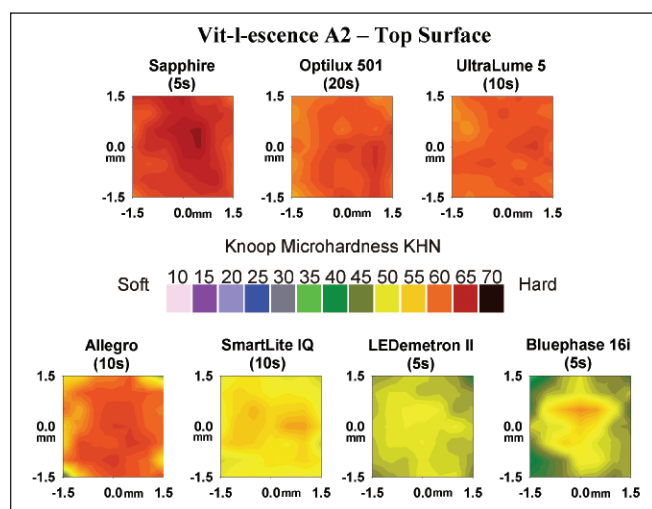 Vit-l-escence A2 – Top Surface
Sapphire (5s)
Optilux 501 (20s)
UltraLume 5 (10s)
1.5
0.0
mm
-1.5
-1.5 0.0mm 1.5
1.5
0.0
mm
-1.5
-1.5 0.0mm 1.5
1.5
0.0
mm
-1.5
-1.5 0.0mm 1.5
Knoop Microhardness KHN
Soft 10 15 20 25 30 35 40 45 50 55 60 65 70 Hard
Allegro (10s)
SmartLite IQ (10s)
LEDemetron II (5s)
Bluephase 16i (5s)
1.5
0.0
mm
-1.5
-1.5 0.0mm 1.5
1.5
0.0
mm
-1.5
-1.5 0.0mm 1.5
1.5
0.0
mm
-1.5
-1.5 0.0mm 1.5
1.5
0.0
mm
-1.5
-1.5 0.0mm 1.5